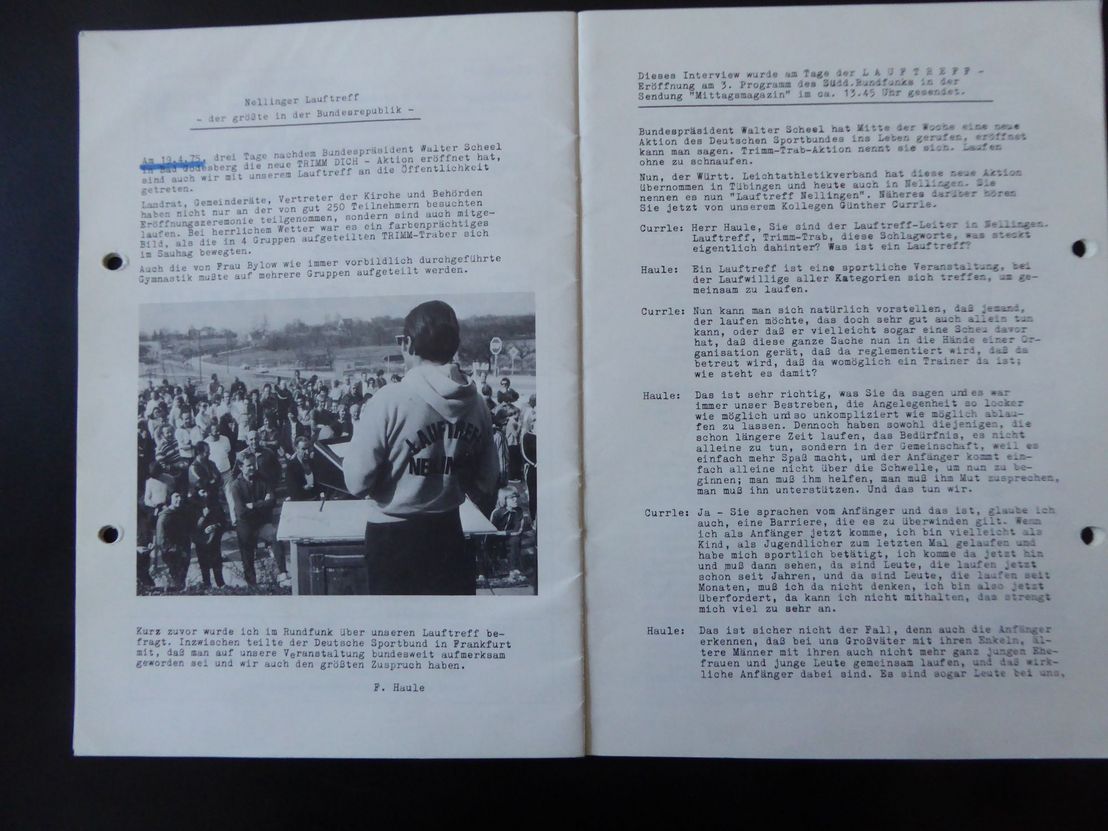 Nellinger Lauftreff
- der größte in der Bundesrepublik -
Am 19.4.75, drei Tage nachdem Bundespräsident Walter Scheel
in Bad Godesberg die neue TRIMM DICH - Aktion eröffnet hat,
sind auch wir mit unserem Lauftreff an die Öffentlichkeit
getreten.
Landrat, Gemeinderäte, Vertreter der Kirche und Behörden
haben nicht nur an der von gut 250 Teilnehmern besuchten
Eröffnungszeremonie teilgenommen, sondern sind auch mitge-
laufen. Bei herrlichem Wetter war es ein farbenprächtiges
Bild, als die in 4 Gruppen aufgeteilten TRIMM-Traber sich
im Sauhag bewegten.
Auch die von Frau Bylow wie immer vorbildlich durchgeführte
Gymnastik mußte auf mehrere Gruppen aufgeteilt werden.
LAUFTREFF
NELLIN
Kurz zuvor wurde ich im Rundfunk über unseren Lauftreff be-
fragt. Inzwischen teilte der Deutsche Sportbund in Frankfurt
mit, daß man auf unsere Veranstaltung bundesweit aufmerksam
geworden sei und wir auch den größten Zuspruch haben.
F. Haule
Dieses Interview wurde am Tage der L A U F T R E F F -
Eröffnung am 3. Programm des Südd.Rundfunks in der
Sendung "Mittagsmagazin" im ca. 13.45 Uhr gesendet.
Bundespräsident Walter Scheel hat Mitte der Woche eine neue
Aktion des Deutschen Sportbundes ins Leben gerufen, eröffnet
kann man sagen. Trimm-Trab-Aktion nennt sie sich. Laufen
ohne zu schnaufen.
Nun, der Württ. Leichtathletikverband hat diese neue Aktion
übernommen in Tübingen und heute auch in Nellingen. Sie
nennen es nun "Lauftreff Nellingen". Näheres darüber hören
Sie jetzt von unserem Kollegen Günther Currle.
Currle: Herr Haule, Sie sind der Lauftreff-Leiter in Nellingen.
Lauftreff, Trimm-Trab, diese Schlagworte, was steckt
eigentlich dahinter? Was ist ein Lauftreff?
Haule: Ein Lauftreff ist eine sportliche Veranstaltung, bei
der Laufwillige aller Kategorien sich treffen, um ge-
meinsam zu laufen.
Currle: Nun kann man sich natürlich vorstellen, daß jemand,
der laufen möchte, das doch sehr gut auch allein tun
kann, oder daß er vielleicht sogar eine Scheu davor
hat, daß diese ganze Sache nun in die Hände einer Or-
ganisation gerät, daß da reglementiert wird, daß da
betreut wird, daß da womöglich ein Trainer da ist;
wie steht es damit?
Haule: Das ist sehr richtig, was Sie da sagen und es war
immer unser Bestreben, die Angelegenheit so locker
wie möglich und so unkompliziert wie möglich ablau-
fen zu lassen. Dennoch haben sowohl diejenigen, die
schon längere Zeit laufen, das Bedürfnis, es nicht
alleine zu tun, sondern in der Gemeinschaft, weil es
einfach mehr Spaß macht, und der Anfänger kommt ein-
fach alleine nicht über die Schwelle, um nun zu be-
ginnen; man muß ihm helfen, man muß ihm Mut zusprechen,
man muß ihn unterstützen. Und das tun wir.
Currle: Ja - Sie sprachen vom Anfänger und das ist, glaube ich
auch, eine Barriere, die es zu überwinden gilt. Wenn
ich als Anfänger jetzt komme, ich bin vielleicht als
Kind, als Jugendlicher zum letzten Mal gelaufen und
habe mich sportlich betätigt, ich komme da jetzt hin
und muß dann sehen, da sind Leute, die laufen jetzt
schon seit Jahren, und da sind Leute, die laufen seit
Monaten, muß ich da nicht denken, ich bin also jetzt
überfordert, da kann ich nicht mithalten, das strengt
mich viel zu sehr an.
Haule: Das ist sicher nicht der Fall, denn auch die Anfänger
erkennen, daß bei uns Großväter mit ihren Enkeln, äl-
tere Männer mit ihren auch nicht mehr ganz jungen Ehe-
frauen und junge Leute gemeinsam laufen, und daß wirk-
liche Anfänger dabei sind. Es sind sogar Leute bei uns,